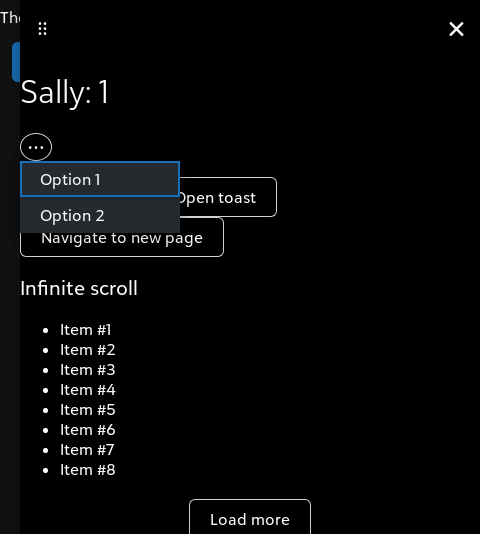 The
Sally: 1
Option 1
Open toast
Option 2
Navigate to new page
Infinite scroll
Item #1
Item #2
Item #3
Item #4
Item #5
Item #6
Item #7
Item #8
Load more